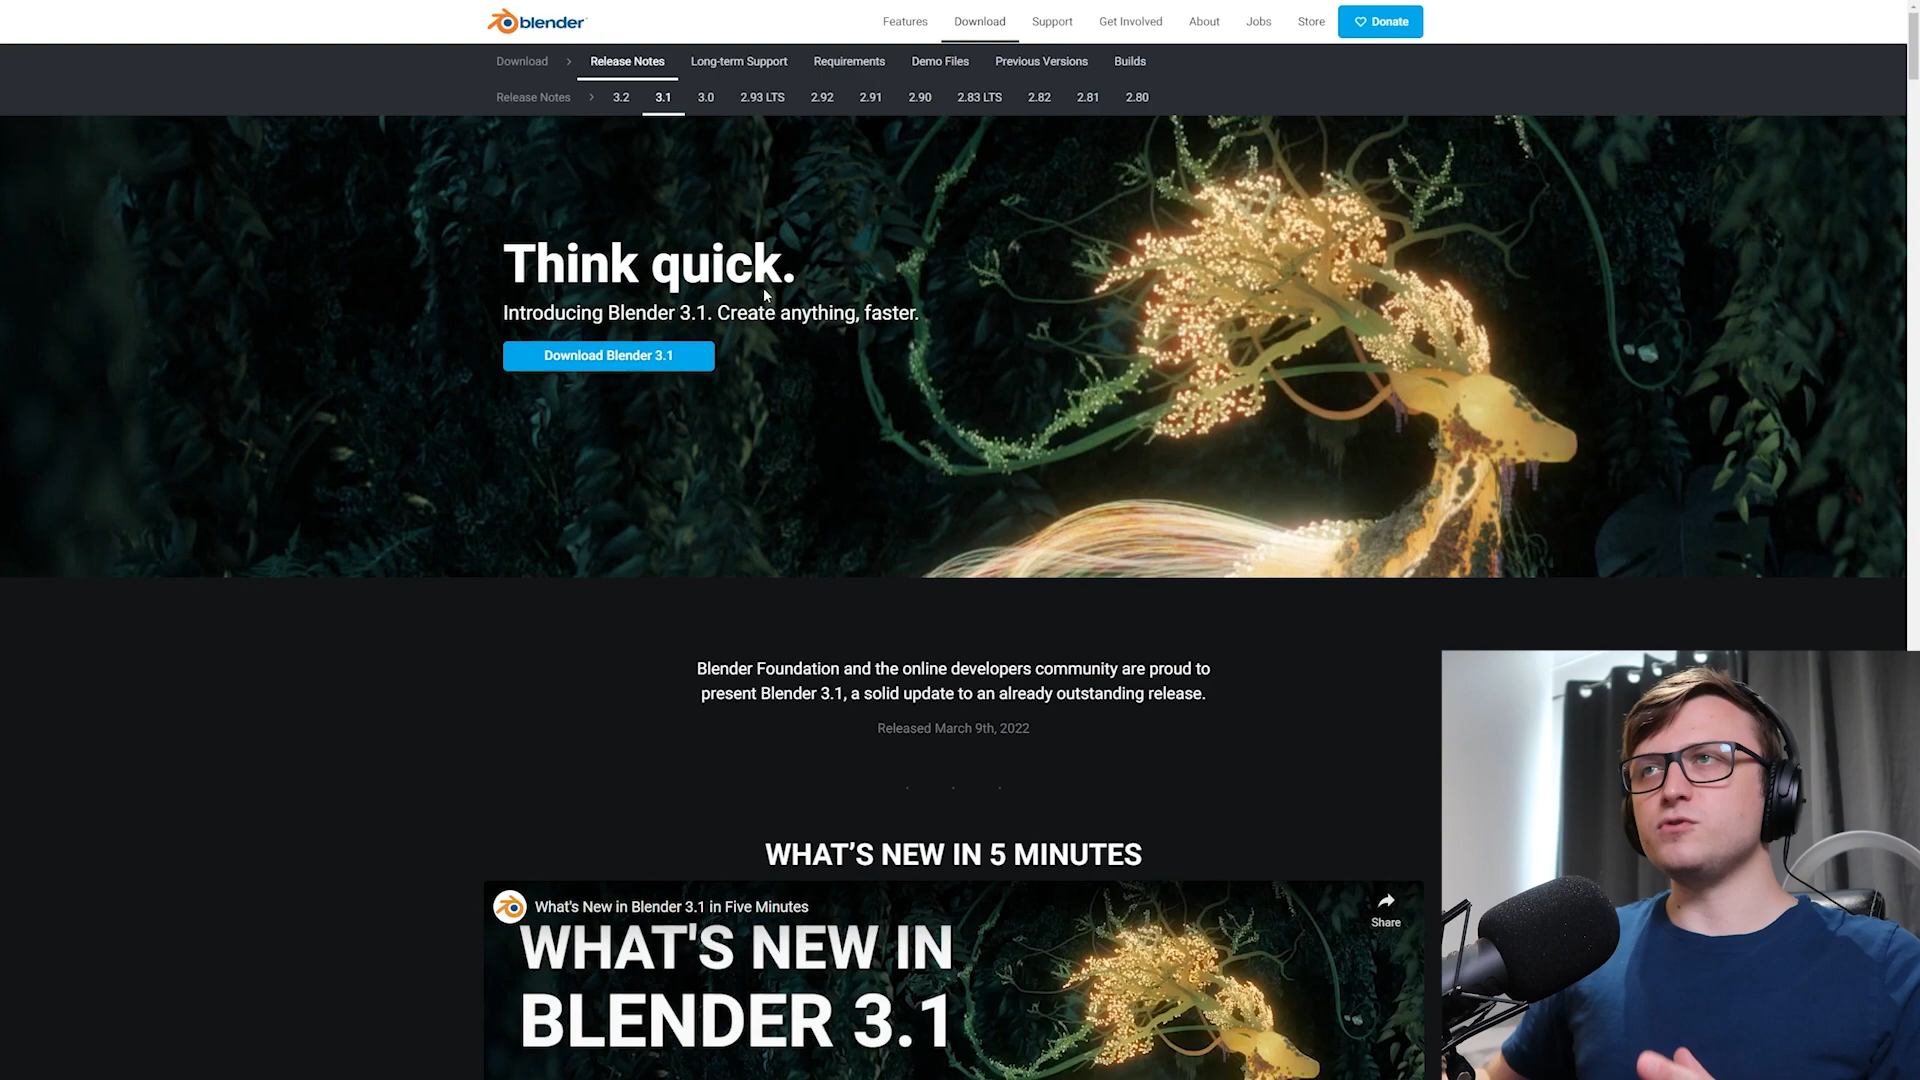 blender
Features Download Support Get Involved About Jobs Store Donate
Download Release Notes Long-term Support Requirements Demo Files Previous Versions Builds
Release Notes 3.2 3.1 3.0 2.93 LTS 2.92 2.91 2.90 2.83 LTS 2.82 2.81 2.80
Think quick.
Introducing Blender 3.1. Create anything, faster.
Download Blender 3.1
Blender Foundation and the online developers community are proud to
present Blender 3.1, a solid update to an already outstanding release.
Released March 9th, 2022
WHAT’S NEW IN 5 MINUTES
What's New in Blender 3.1 in Five Minutes
Share
WHAT'S NEW IN
BLENDER 3.1